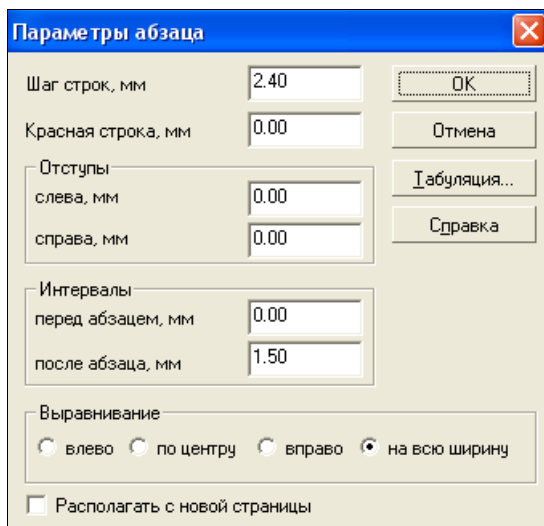 Параметры абзаца
Шаг строк, мм 2.40 OK
Красная строка, мм 0.00 Отмена
Отступы Табуляция...
слева, мм 0.00
справа, мм 0.00 Справка
Интервалы
перед абзацем, мм 0.00
после абзаца, мм 1.50
Выравнивание
влево по центру вправо на всю ширину
Располагать с новой страницы